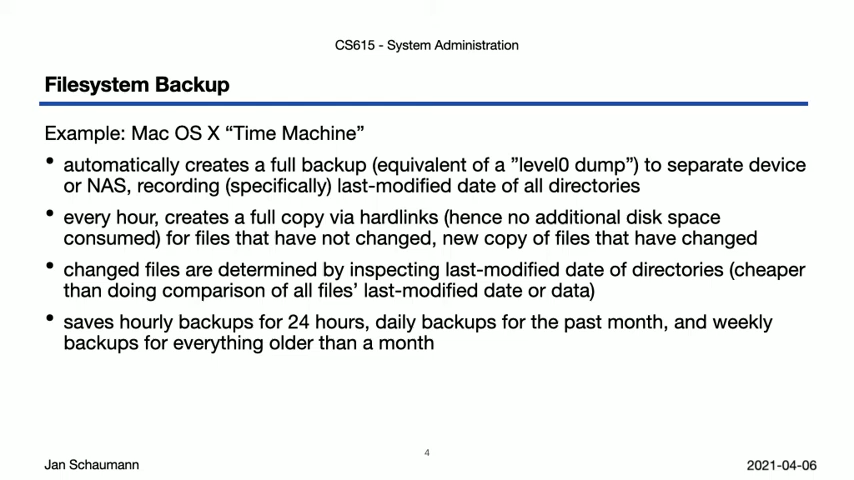 CS615 - System Administration
Filesystem Backup
Example: Mac OS X “Time Machine”
• automatically creates a full backup (equivalent of a ”level0 dump”) to separate device
or NAS, recording (specifically) last-modified date of all directories
• every hour, creates a full copy via hardlinks (hence no additional disk space
consumed) for files that have not changed, new copy of files that have changed
• changed files are determined by inspecting last-modified date of directories (cheaper
than doing comparison of all files’ last-modified date or data)
• saves hourly backups for 24 hours, daily backups for the past month, and weekly
backups for everything older than a month
4
Jan Schaumann
2021-04-06